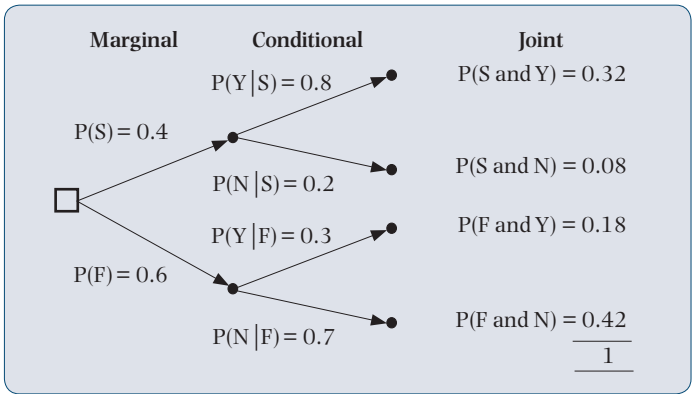 Marginal Conditional Joint
P(Y|S) = 0.8 P(S and Y) = 0.32
P(S) = 0.4
P(N|S) = 0.2 P(S and N) = 0.08
P(Y|F) = 0.3 P(F and Y) = 0.18
P(F) = 0.6
P(N|F) = 0.7 P(F and N) = 0.42
1